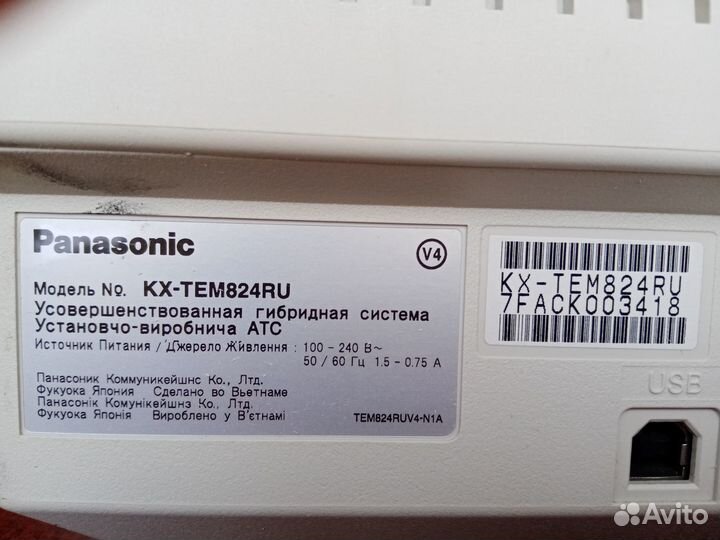 Panasonic
V4
Модель No. KX-TEM824RU
Усовершенствованная гибридная система
Установчо-виробнича АТС
Источник Питания / Джерело Живлення : 100 - 240 В~
50 / 60 Гц 1.5 - 0.75 А
Панасоник Коммуникейшнс Ко., Лтд.
Фукуока Япония Сделано во Вьетнаме
Панасонік Комунікейшнз Ко., Лтд.
Фукуока Японія Вироблено у В'єтнамі
TEM824RUV4-N1A
KX-TEM824RU
7FACK003418
USB
Avito